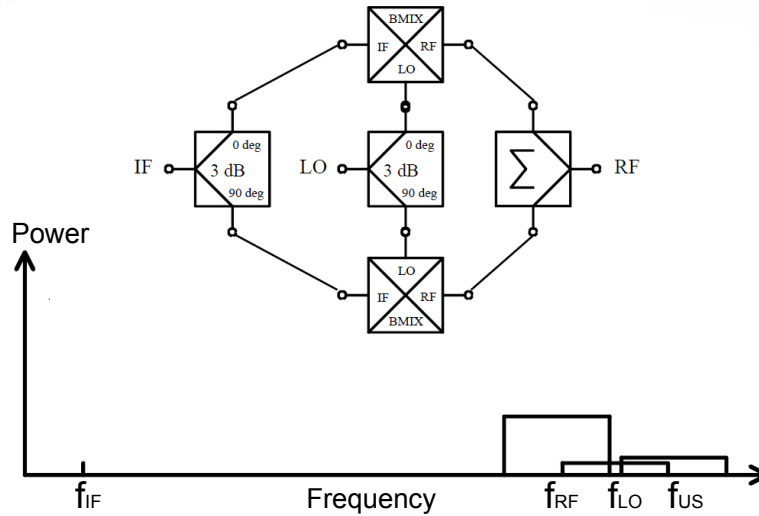 BMIX
IF RF
LO
0 deg
IF 3 dB
90 deg
LO 0 deg
3 dB
90 deg
Σ RF
LO
IF RF
BMIX
Power
fIF Frequency fRF fLO fUS